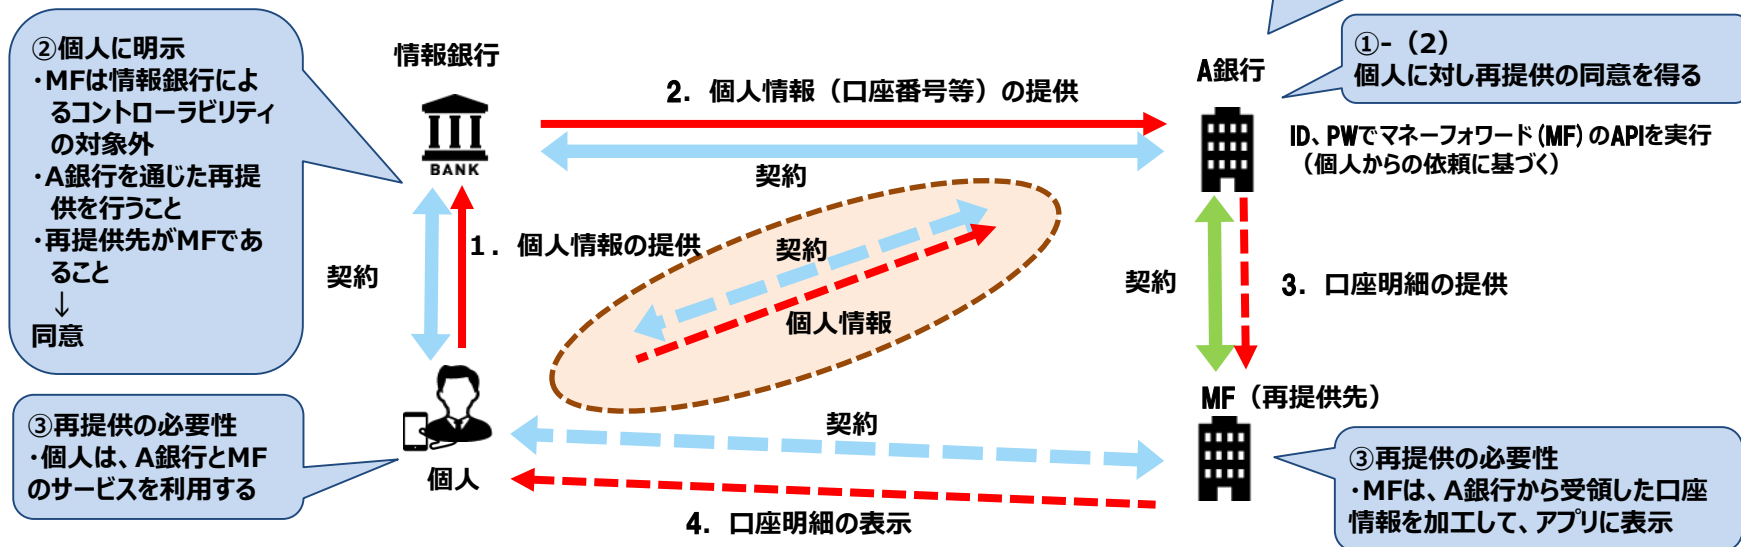 ②個人に明示
・MFは情報銀行によ
るコントローラビリティ
の対象外
・A銀行を通じた再提
供を行うこと
・再提供先がMFであ
ること
↓
同意
情報銀行
BANK
2．個人情報（口座番号等）の提供
契約
A銀行
①-（2）
個人に対し再提供の同意を得る
ID、PWでマネーフォワード(MF)のAPIを実行
（個人からの依頼に基づく）
契約
1．個人情報の提供
契約
個人情報
契約
3．口座明細の提供
③再提供の必要性
・個人は、A銀行とMF
のサービスを利用する
個人
契約
4．口座明細の表示
MF（再提供先）
③再提供の必要性
・MFは、A銀行から受領した口座
情報を加工して、アプリに表示